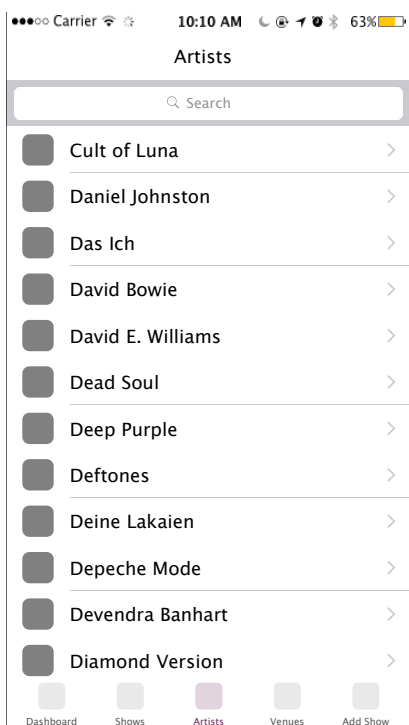 Carrier 10:10 AM 63%
Artists
Search
Cult of Luna
Daniel Johnston
Das Ich
David Bowie
David E. Williams
Dead Soul
Deep Purple
Deftones
Deine Lakaien
Depeche Mode
Devendra Banhart
Diamond Version
Dashboard Shows Artists Venues Add Show